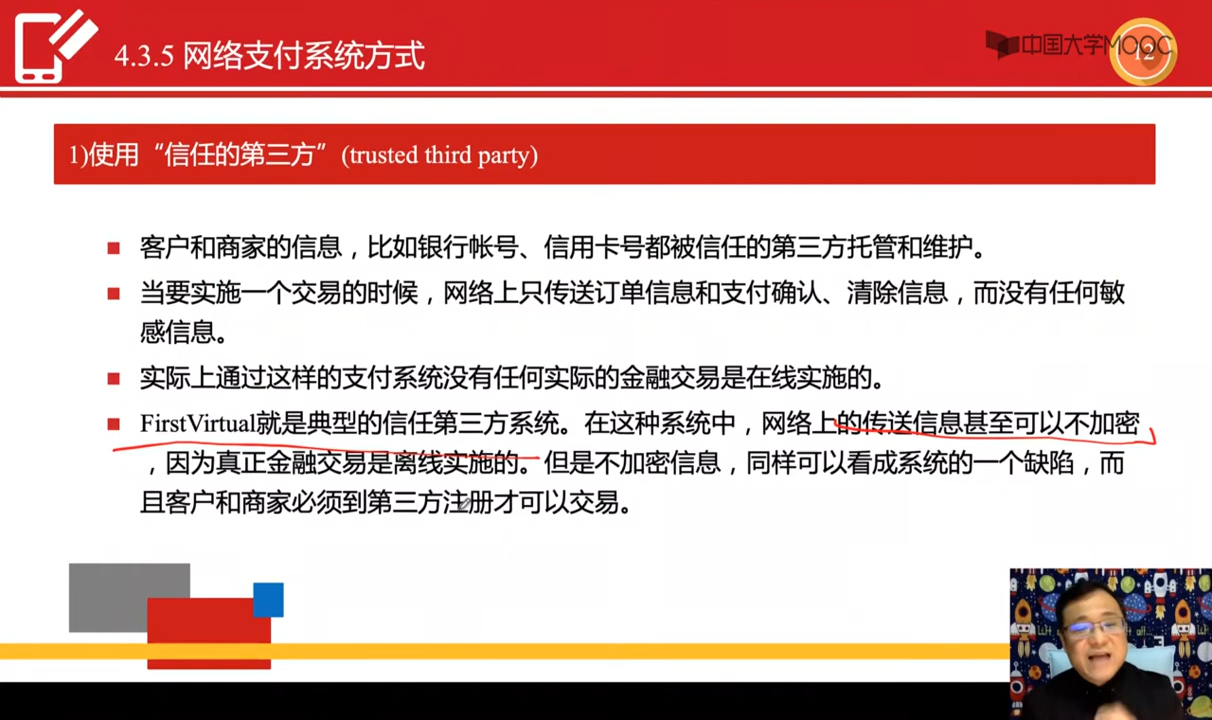 4.3.5 网络支付系统方式
中国大学MOOC
12
1)使用“信任的第三方”(trusted third party)
客户和商家的信息，比如银行帐号、信用卡号都被信任的第三方托管和维护。
当要实施一个交易的时候，网络上只传送订单信息和支付确认、清除信息，而没有任何敏
感信息。
实际上通过这样的支付系统没有任何实际的金融交易是在线实施的。
FirstVirtual就是典型的信任第三方系统。在这种系统中，网络上的传送信息甚至可以不加密
，因为真正金融交易是离线实施的。但是不加密信息，同样可以看成系统的一个缺陷，而
且客户和商家必须到第三方注册才可以交易。